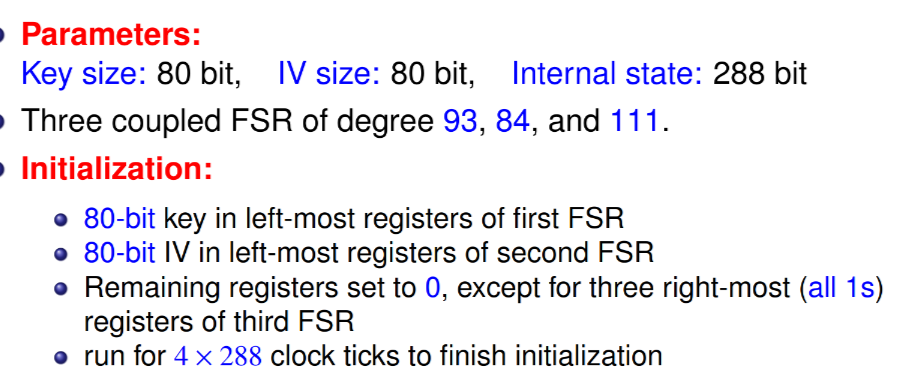 Parameters:
Key size: 80 bit, IV size: 80 bit, Internal state: 288 bit
Three coupled FSR of degree 93, 84, and 111.
Initialization:
80-bit key in left-most registers of first FSR
80-bit IV in left-most registers of second FSR
Remaining registers set to 0, except for three right-most (all 1s)
registers of third FSR
run for 4 × 288 clock ticks to finish initialization